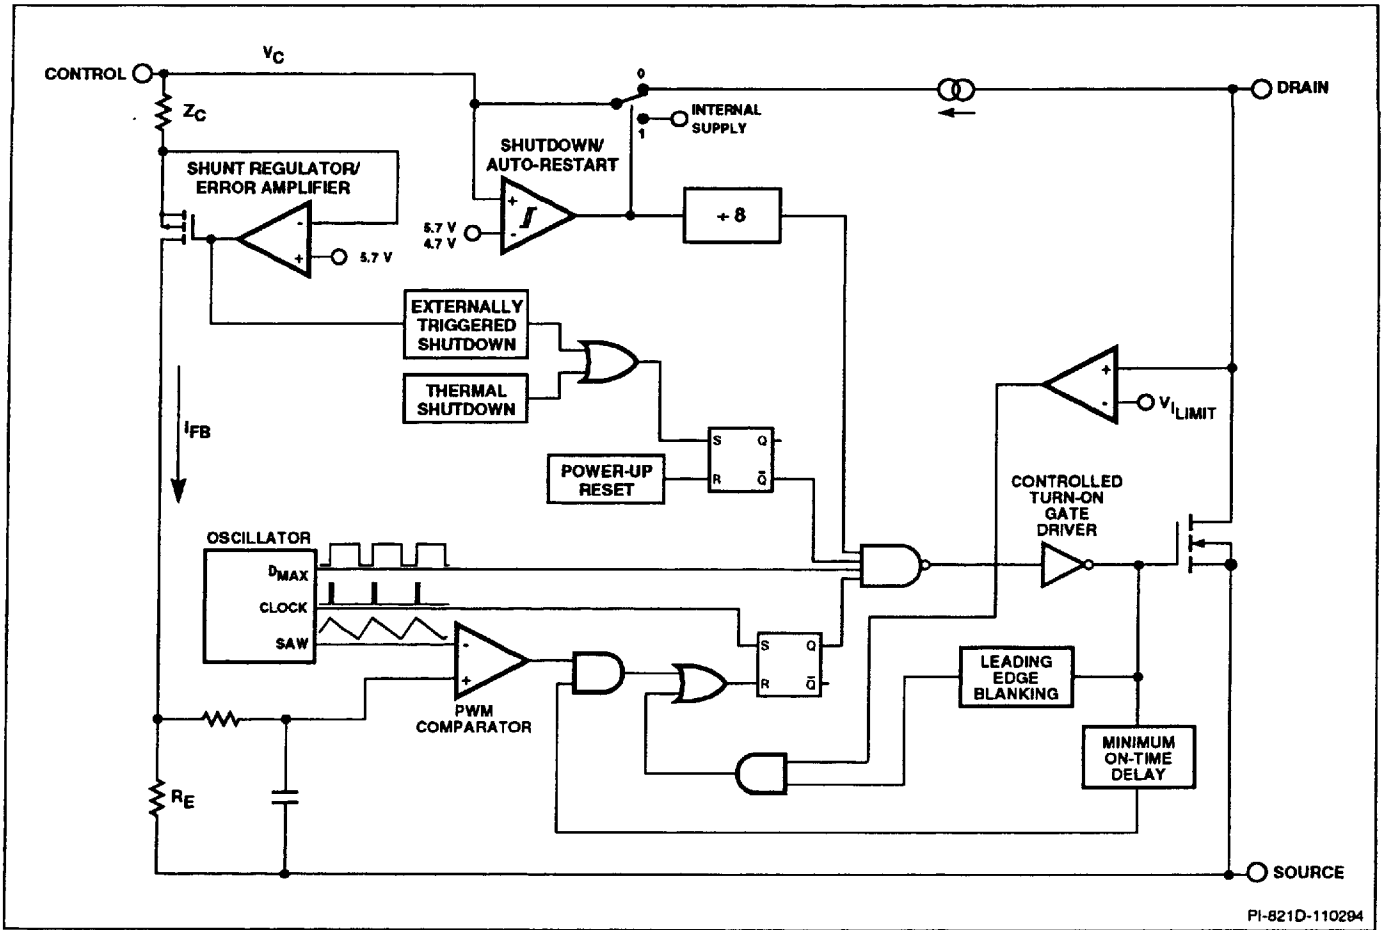 V_C
CONTROL
Z_C
0
DRAIN
INTERNAL
SUPPLY
1
SHUTDOWN/
AUTO-RESTART
SHUNT REGULATOR/
ERROR AMPLIFIER
+
-
÷ 8
5.7 V
4.7 V
-
+
5.7 V
EXTERNALLY
TRIGGERED
SHUTDOWN
THERMAL
SHUTDOWN
+
-
V_I_LIMIT
I_FB
S
Q
R
Q̅
POWER-UP
RESET
CONTROLLED
TURN-ON
GATE
DRIVER
OSCILLATOR
D_MAX
CLOCK
SAW
-
+
PWM
COMPARATOR
S
Q
R
Q̅
LEADING
EDGE
BLANKING
MINIMUM
ON-TIME
DELAY
R_E
SOURCE
PI-821D-110294